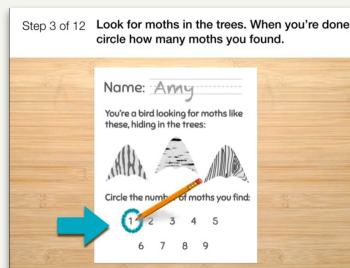 Step 3 of 12 Look for moths in the trees. When you're done
circle how many moths you found.
Name: Amy
You're a bird looking for moths like
these, hiding in the trees:
Circle the number of moths you find:
1 2 3 4 5
6 7 8 9